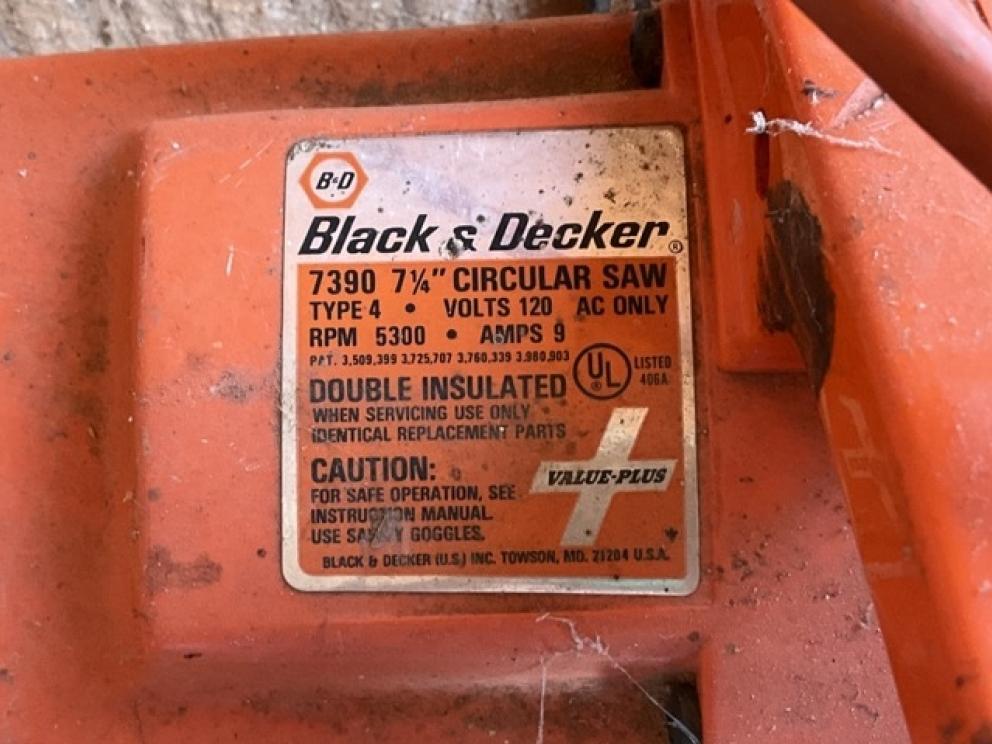 B&D
Black & Decker®
7390 7¼" CIRCULAR SAW
TYPE 4 • VOLTS 120 AC ONLY
RPM 5300 • AMPS 9
PAT. 3,509,399 3,725,707 3,760,339 3,980,903
UL® LISTED
406A
DOUBLE INSULATED
WHEN SERVICING USE ONLY
IDENTICAL REPLACEMENT PARTS
VALUE-PLUS
CAUTION:
FOR SAFE OPERATION, SEE
INSTRUCTION MANUAL.
USE SAFETY GOGGLES.
BLACK & DECKER (U.S.) INC. TOWSON, MD. 21204 U.S.A.